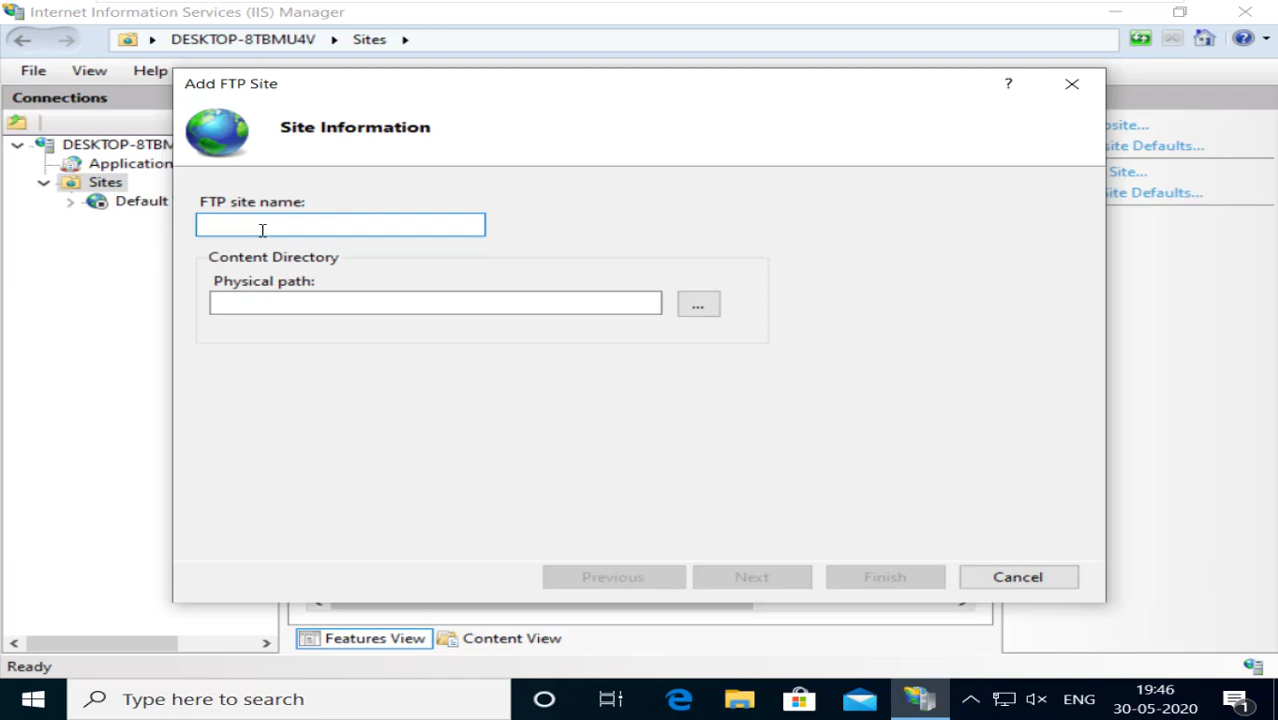 Internet Information Services (IIS) Manager
DESKTOP-8TBMU4V Sites
File View Help
Connections
DESKTOP-8TBM
Application
Sites
Default
Add FTP Site
?
Site Information
FTP site name:
Content Directory
Physical path:
...
Previous Next Finish Cancel
site...
site Defaults...
Site...
Site Defaults...
Features View Content View
Ready
Type here to search
ENG
19:46
30-05-2020
1